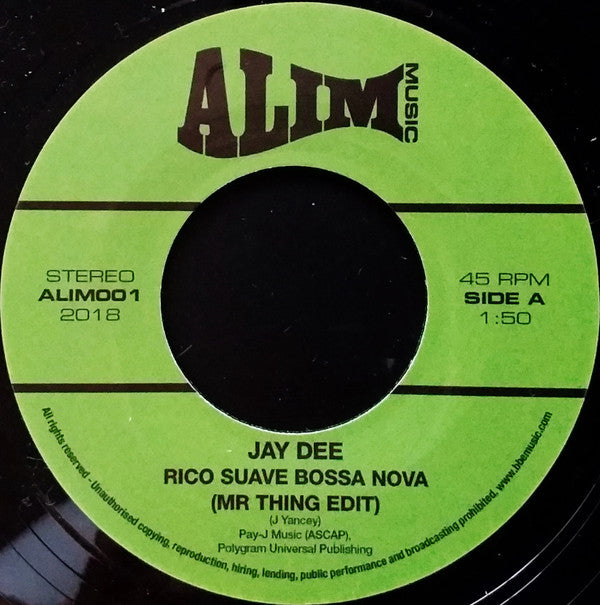 ALIM
MUSIC
STEREO
ALIM001
2018
45 RPM
SIDE A
1:50
JAY DEE
RICO SUAVE BOSSA NOVA
(MR THING EDIT)
(J Yancey)
Pay-J Music (ASCAP),
Polygram Universal Publishing
All rights reserved - Unauthorised copying, reproduction, hiring, lending, public performance and broadcasting prohibited. www.bbemusic.com